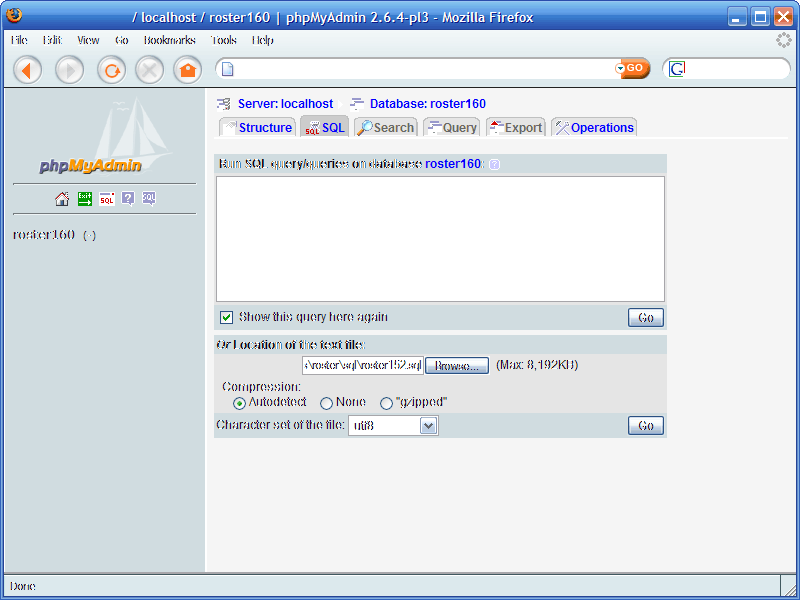 / localhost / roster160 | phpMyAdmin 2.6.4-pl3 - Mozilla Firefox
File Edit View Go Bookmarks Tools Help
GO G
Server: localhost Database: roster160
Structure SQL Search Query Export Operations
phpMyAdmin
Run SQL query/queries on database roster160: ?
Exit SQL ? SQL
roster160 (-)
Show this query here again Go
Or Location of the text file:
\roster\sql\roster152.sql Browse... (Max: 8,192KB)
Compression:
Autodetect None "gzipped"
Character set of the file: utf8 Go
Done